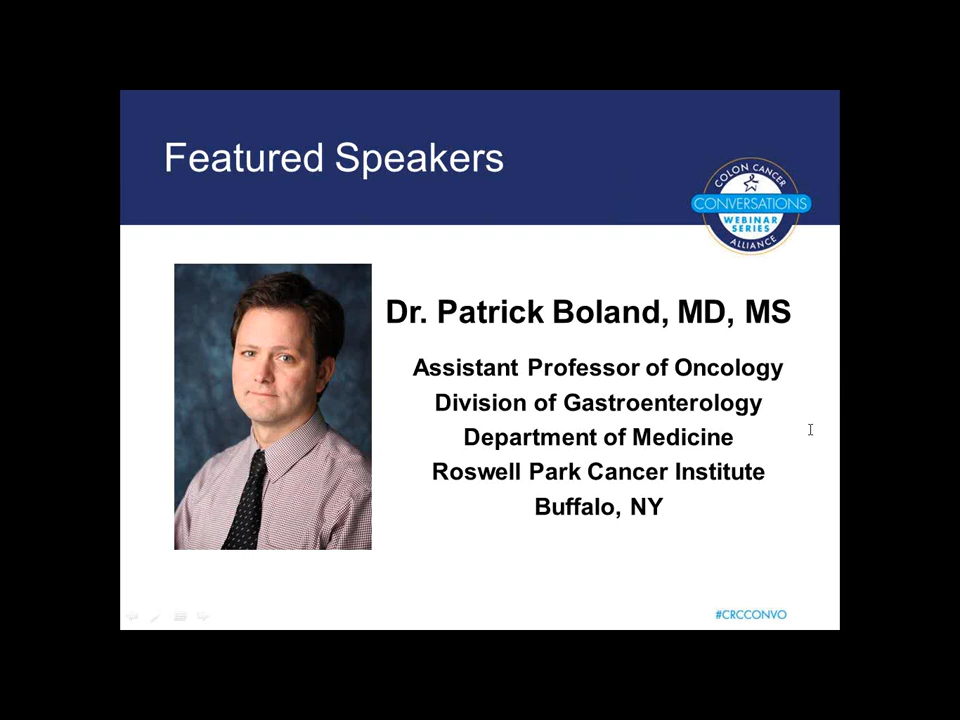 Featured Speakers
COLON CANCER
CONVERSATIONS
WEBINAR
SERIES
ALLIANCE
Dr. Patrick Boland, MD, MS
Assistant Professor of Oncology
Division of Gastroenterology
Department of Medicine
Roswell Park Cancer Institute
Buffalo, NY
#CRCCONVO